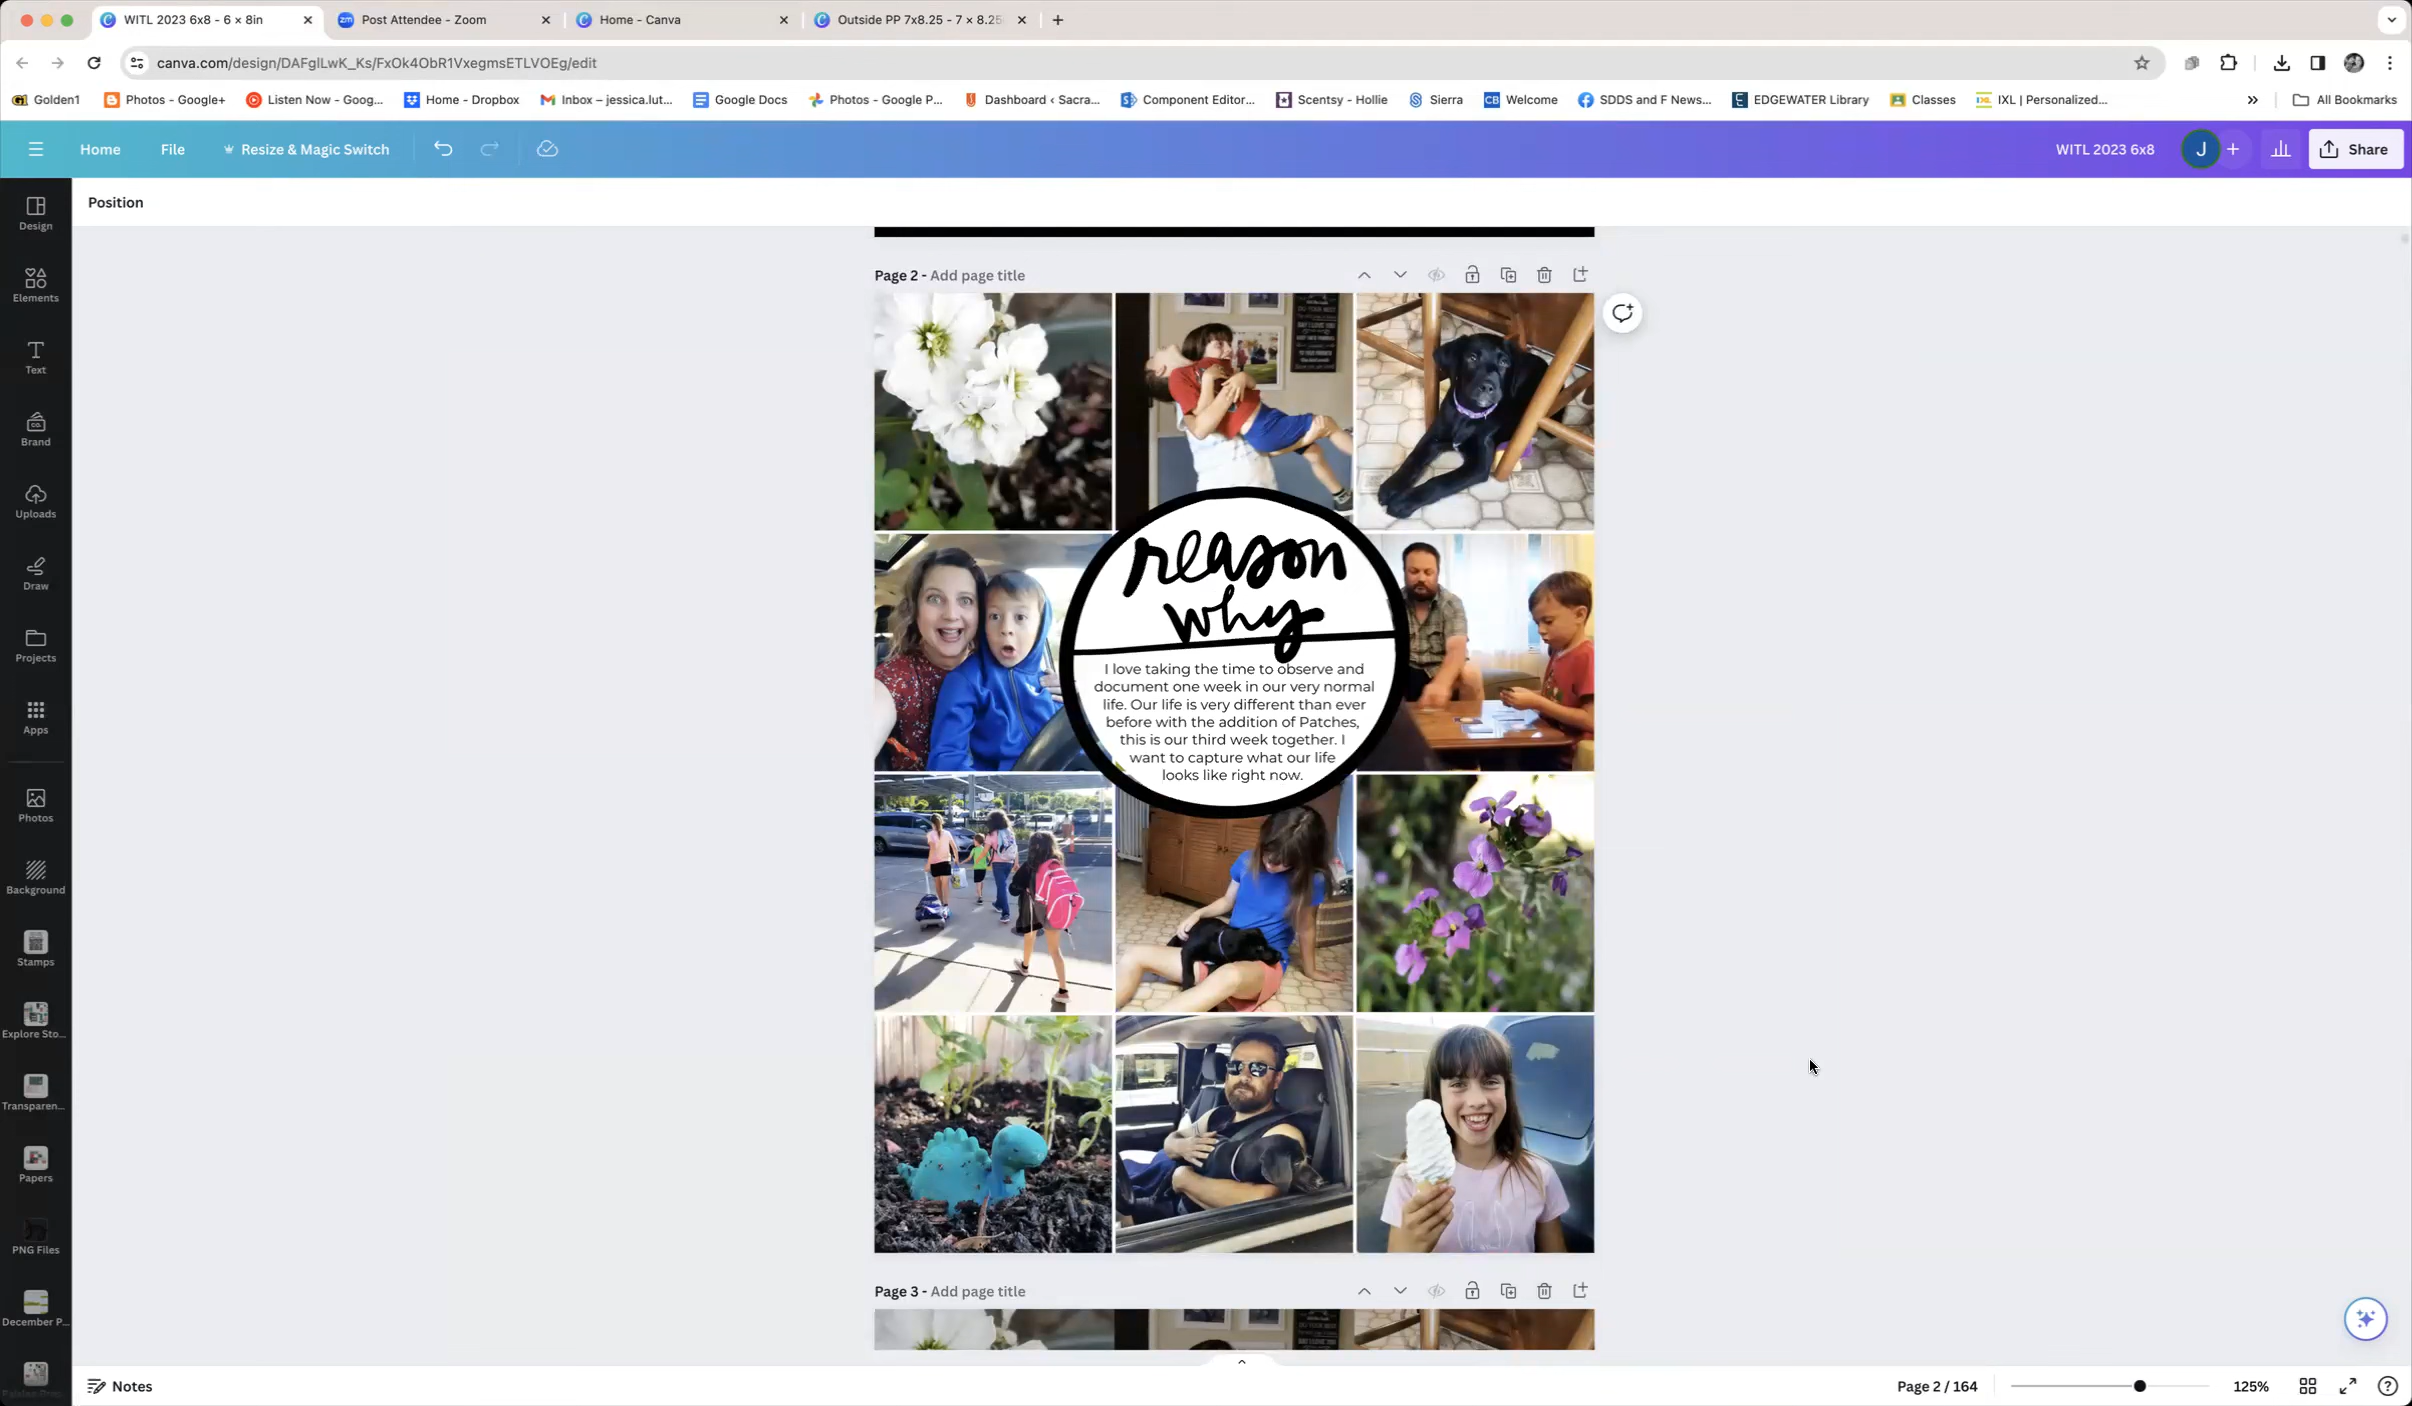 WITL 2023 6x8 - 6 × 8in
Post Attendee - Zoom
Home - Canva
Outside PP 7x8.25 - 7 × 8.25
canva.com/design/DAFglLwK_Ks/FxOk4ObR1VxegmsETLVOEg/edit
Golden1
Photos - Google+
Listen Now - Goog...
Home - Dropbox
Inbox – jessica.lut...
Google Docs
Photos - Google P...
Dashboard ‹ Sacra...
Component Editor...
Scentsy - Hollie
Sierra
Welcome
SDDS and F News...
EDGEWATER Library
Classes
IXL | Personalized...
All Bookmarks
Home
File
Resize & Magic Switch
WITL 2023 6x8
J
Share
Position
Design
Elements
Text
Brand
Uploads
Draw
Projects
Apps
Photos
Background
Stamps
Explore Sto...
Transparen...
Papers
PNG Files
December P...
Page 2 - Add page title
reason
why
I love taking the time to observe and
document one week in our very normal
life. Our life is very different than ever
before with the addition of Patches,
this is our third week together. I
want to capture what our life
looks like right now.
Page 3 - Add page title
Notes
Page 2 / 164
125%